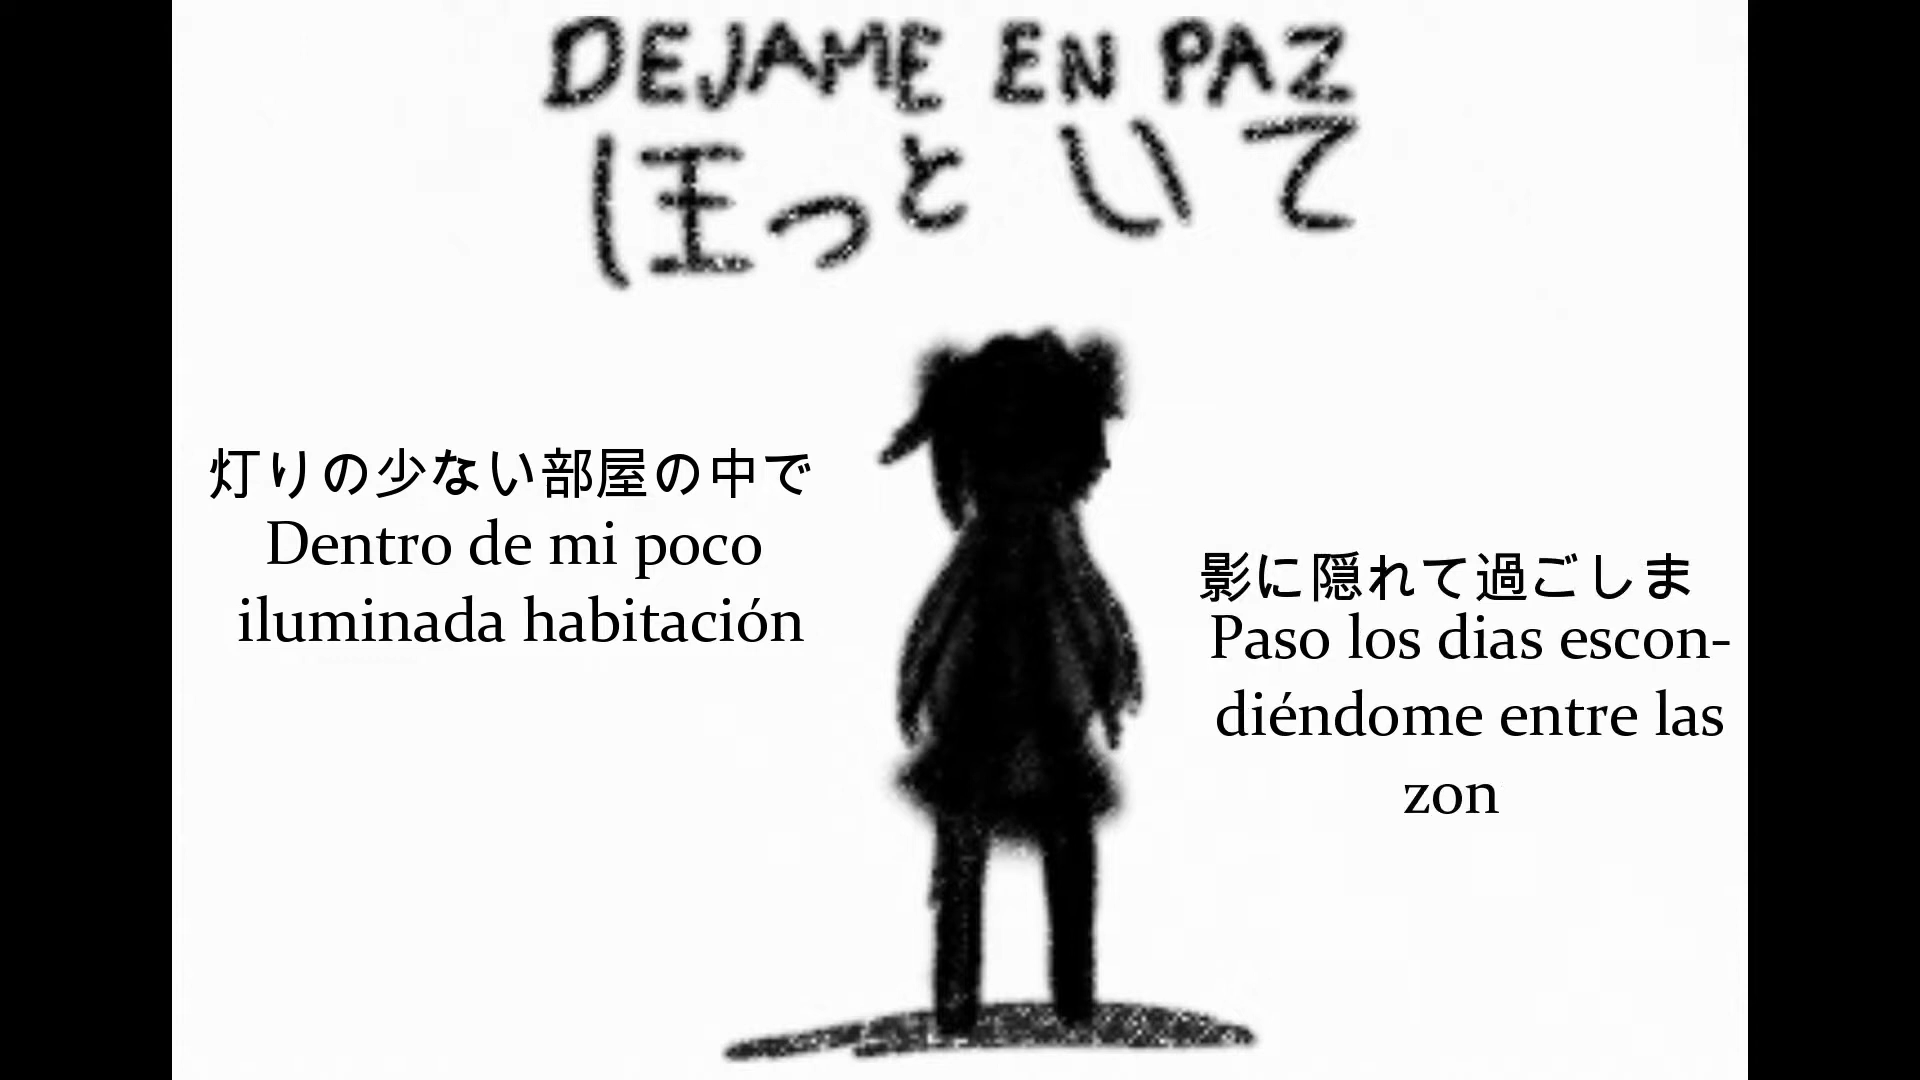 DEJAME EN PAZ
ほっといて
灯りの少ない部屋の中で
Dentro de mi poco
iluminada habitación
影に隠れて過ごしま
Paso los dias escon-
diéndome entre las
zon